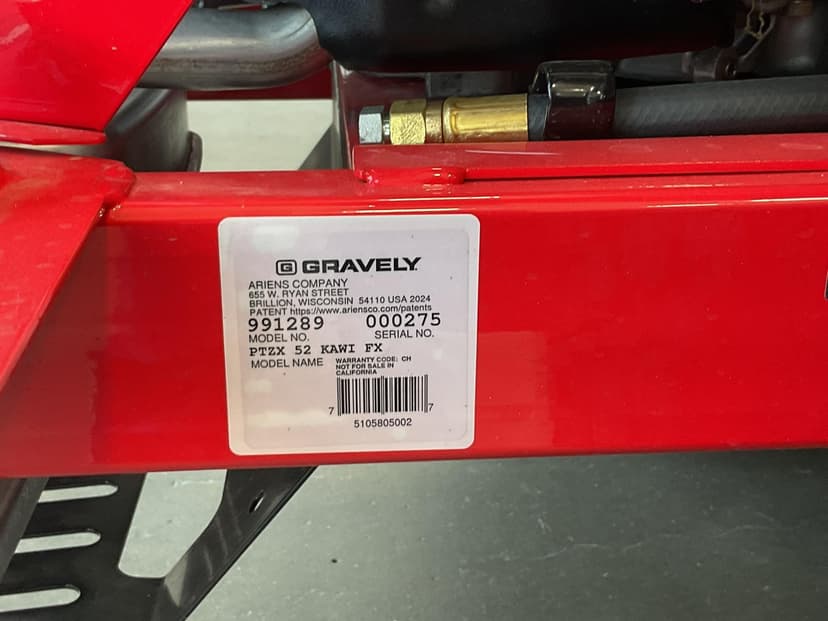 G GRAVELY
ARIENS COMPANY
655 W. RYAN STREET
BRILLION, WISCONSIN 54110 USA 2024
PATENT https://www.ariensco.com/patents
991289 000275
MODEL NO. SERIAL NO.
PTZX 52 KAWI FX
MODEL NAME WARRANTY CODE: CH
NOT FOR SALE IN
CALIFORNIA
7 7
5105805002